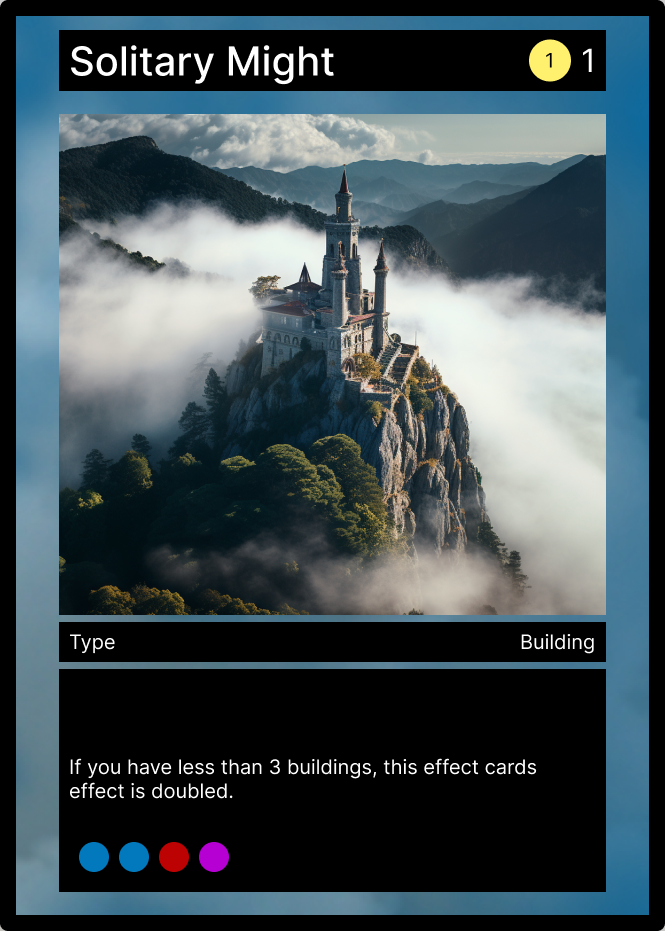 Solitary Might
1 1
Type Building
If you have less than 3 buildings, this effect cards
effect is doubled.